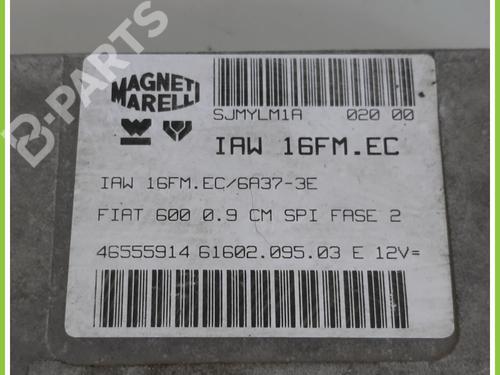 MAGNETI
MARELLI
SJMYLM1A 020 00
IAW 16FM.EC
IAW 16FM.EC/6A37-3E
FIAT 600 0.9 CM SPI FASE 2
46555914 61602.095.03 E 12V=
B-PARTS